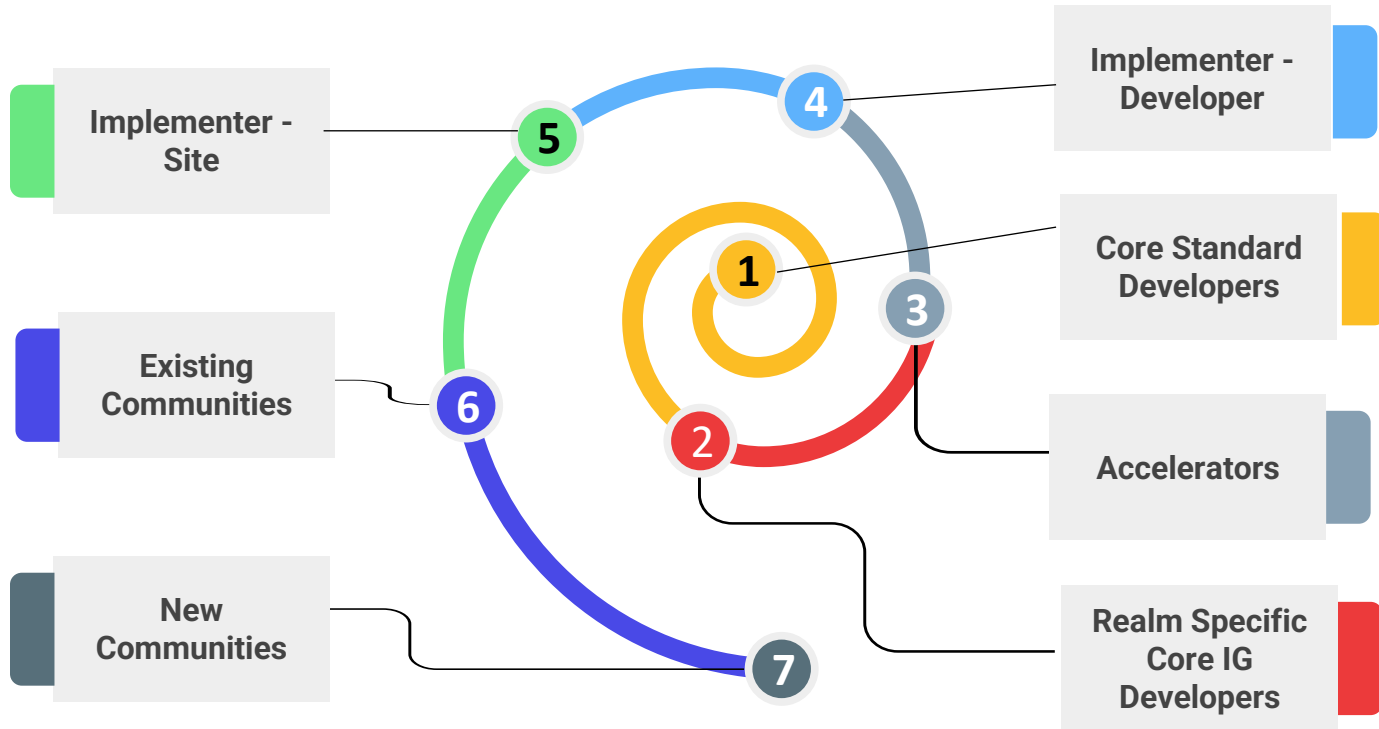 Implementer -
Site
Existing
Communities
New
Communities
5
4
1
3
6
2
7
Implementer -
Developer
Core Standard
Developers
Accelerators
Realm Specific
Core IG
Developers